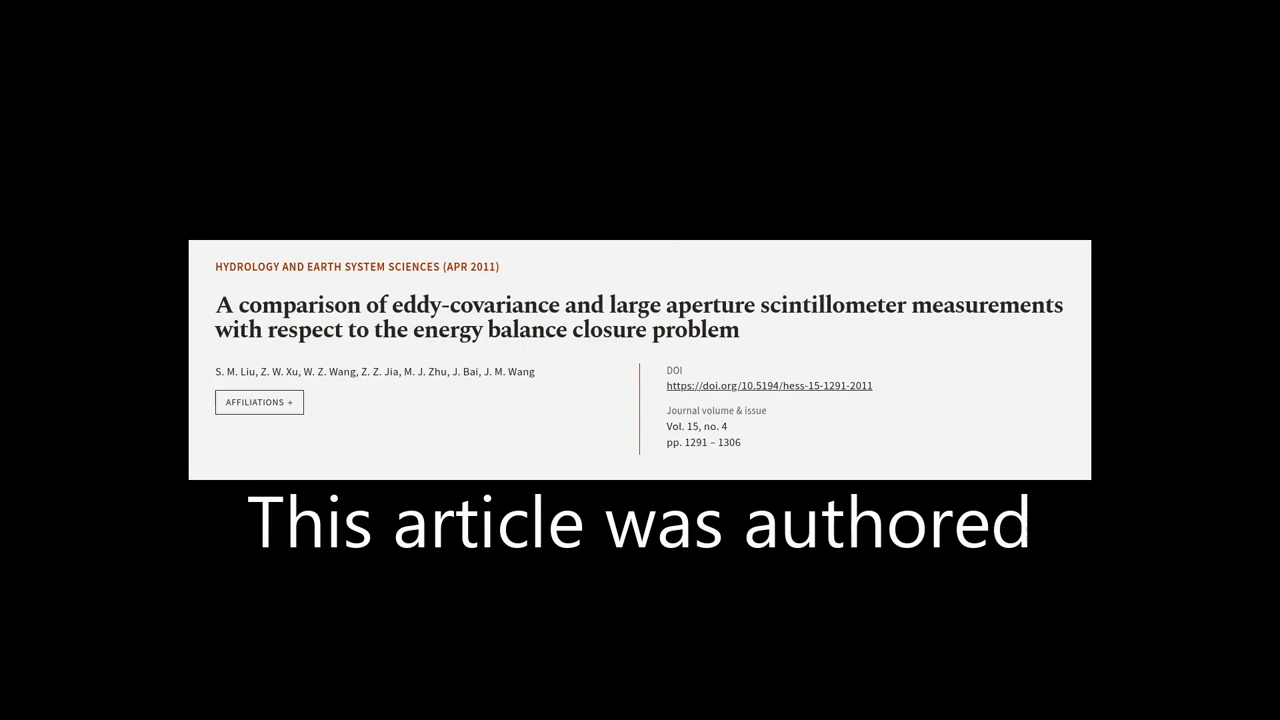 HYDROLOGY AND EARTH SYSTEM SCIENCES (APR 2011)
A comparison of eddy-covariance and large aperture scintillometer measurements
with respect to the energy balance closure problem
S. M. Liu, Z. W. Xu, W. Z. Wang, Z. Z. Jia, M. J. Zhu, J. Bai, J. M. Wang
AFFILIATIONS +
DOI
https://doi.org/10.5194/hess-15-1291-2011
Journal volume & issue
Vol. 15, no. 4
pp. 1291 – 1306
This article was authored